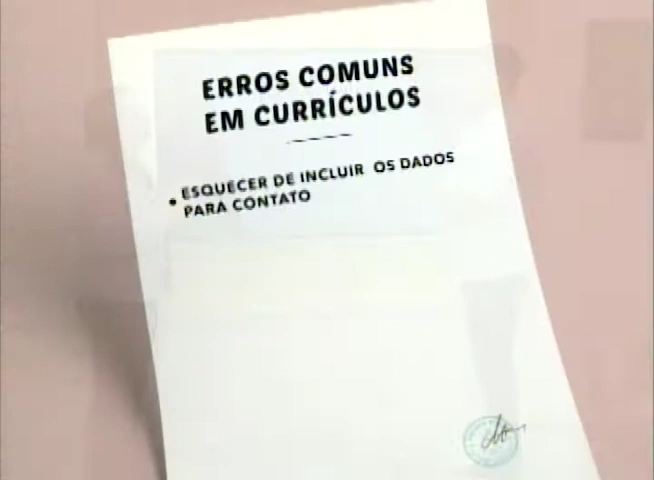 ERROS COMUNS
EM CURRÍCULOS
• ESQUECER DE INCLUIR OS DADOS
PARA CONTATO